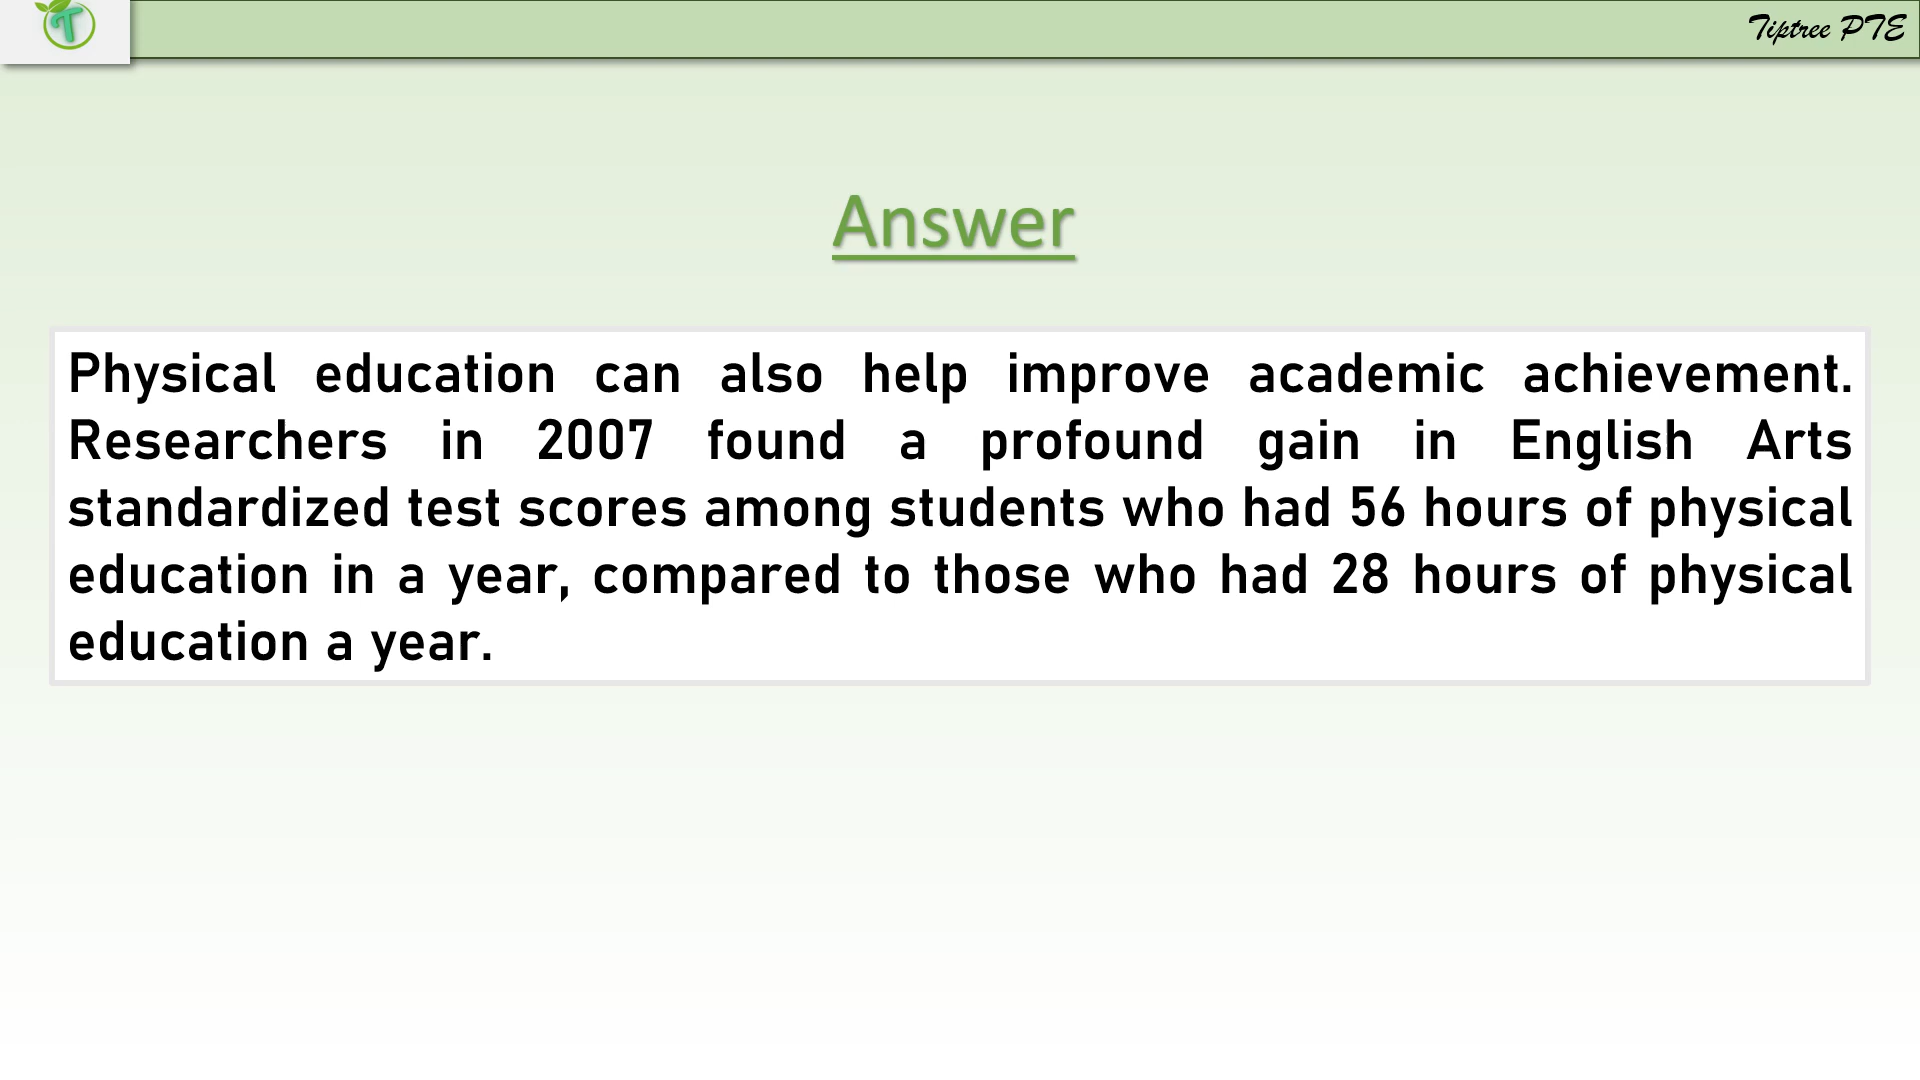 T
Tiptree PTE
Answer
Physical education can also help improve academic achievement.
Researchers in 2007 found a profound gain in English Arts
standardized test scores among students who had 56 hours of physical
education in a year, compared to those who had 28 hours of physical
education a year.